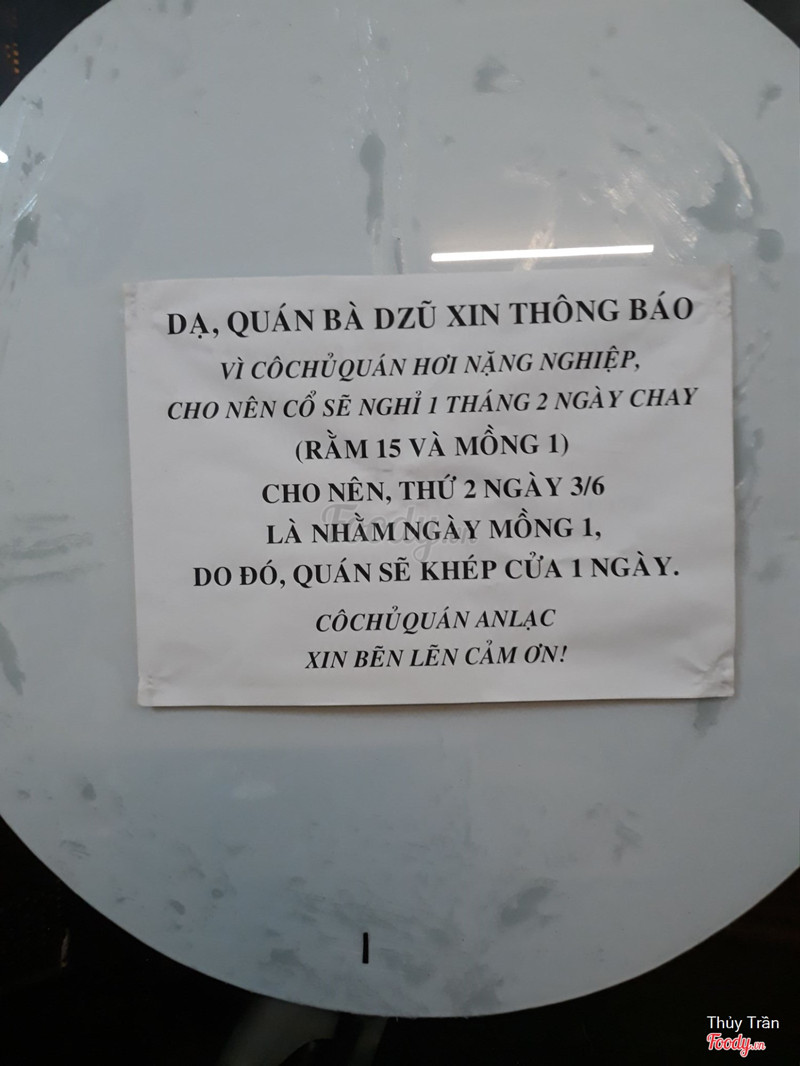 DẠ, QUÁN BÀ DZŨ XIN THÔNG BÁO
VÌ CÔCHỦQUÁN HƠI NẶNG NGHIỆP,
CHO NÊN CỔ SẼ NGHỈ 1 THÁNG 2 NGÀY CHAY
(RẰM 15 VÀ MỒNG 1)
CHO NÊN, THỨ 2 NGÀY 3/6
LÀ NHẰM NGÀY MỒNG 1,
DO ĐÓ, QUÁN SẼ KHÉP CỬA 1 NGÀY.
CÔCHỦQUÁN ANLẠC
XIN BẼN LẼN CẢM ƠN!
Foody.vn
Thủy Trần
Foody.vn